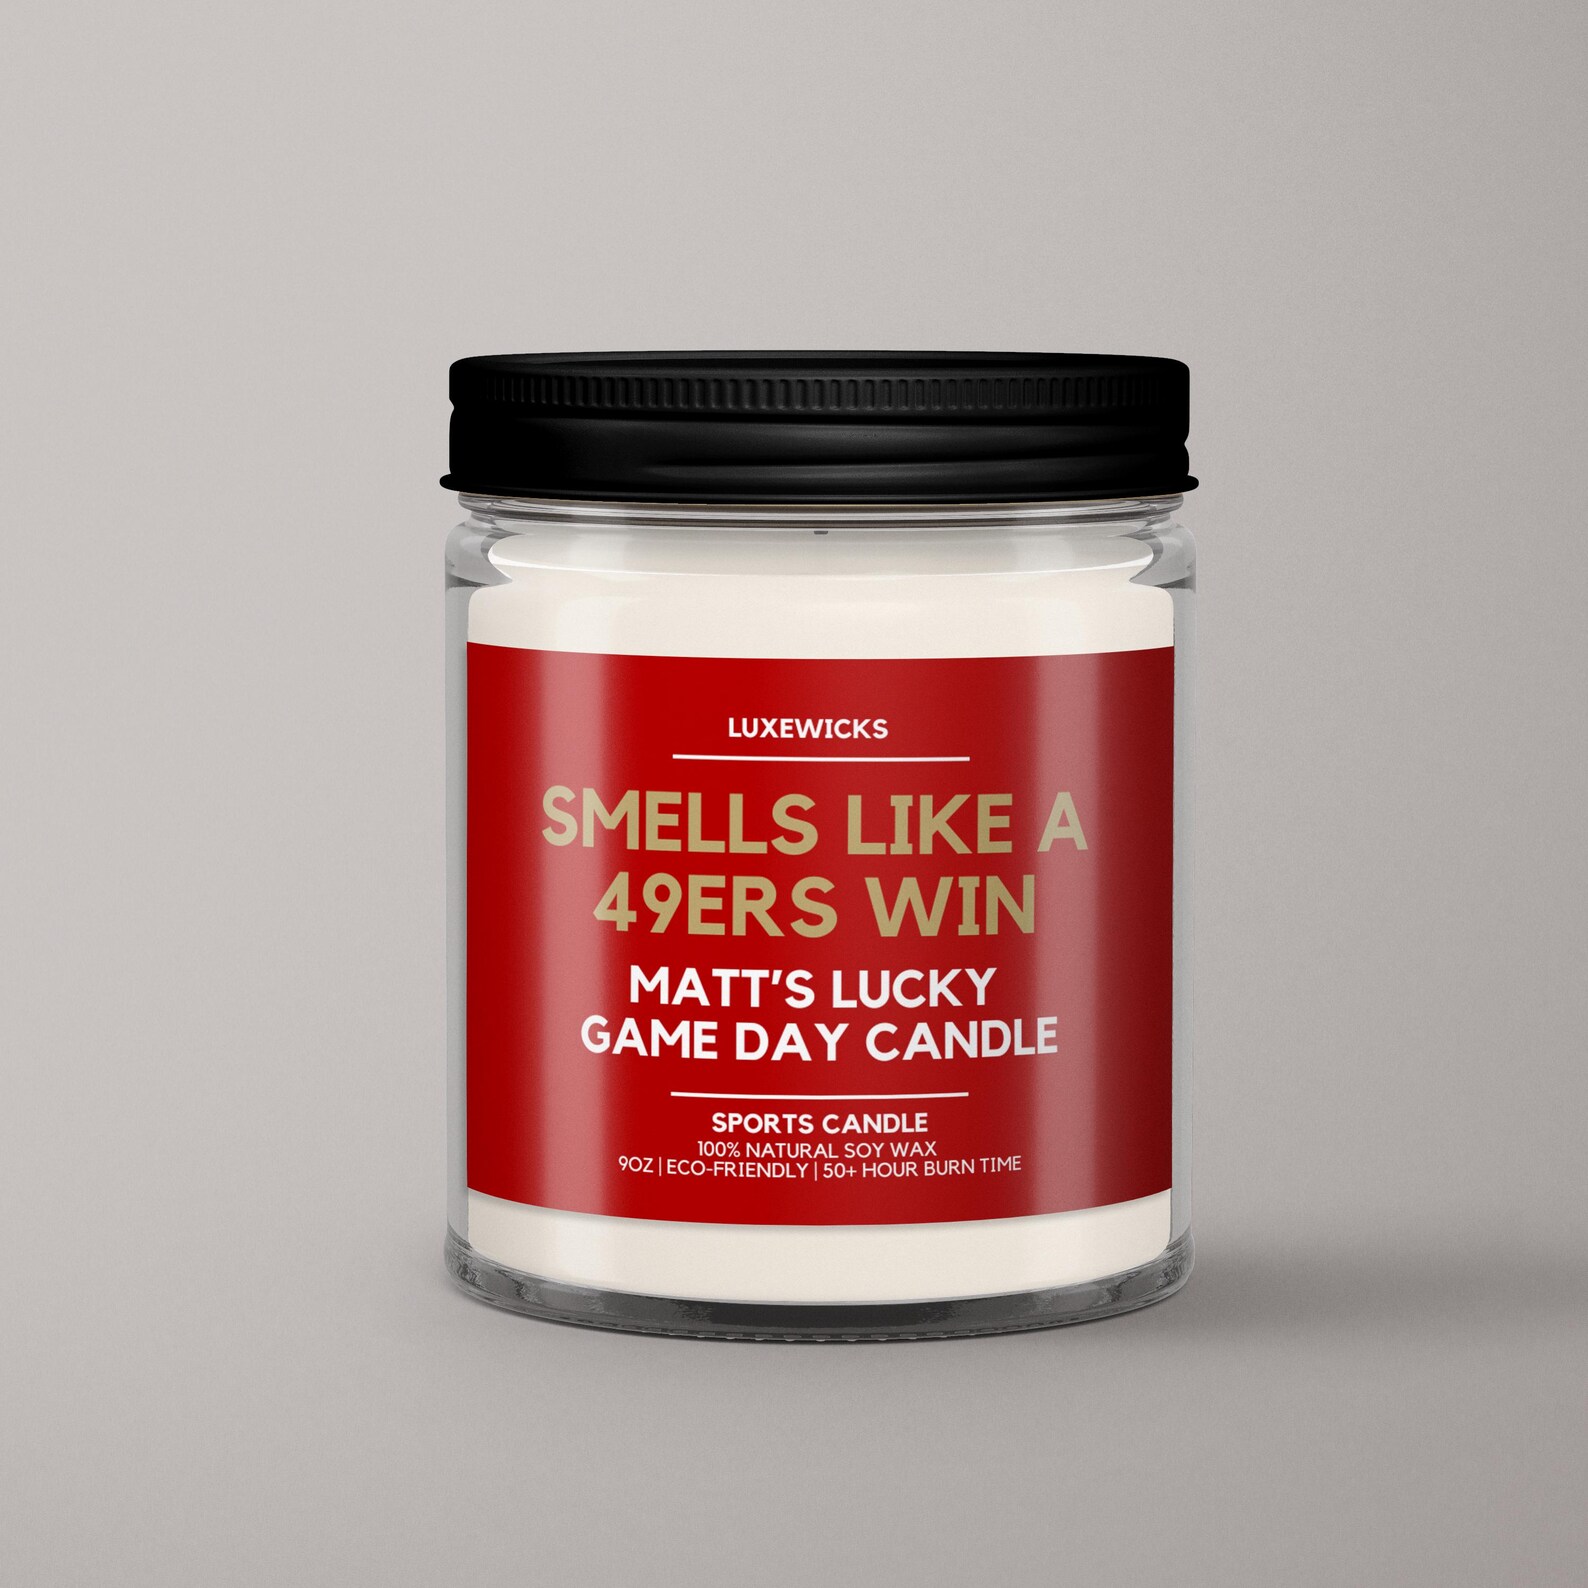 LUXEWICKS
SMELLS LIKE A
49ERS WIN
MATT'S LUCKY
GAME DAY CANDLE
SPORTS CANDLE
100% NATURAL SOY WAX
9OZ | ECO-FRIENDLY | 50+ HOUR BURN TIME